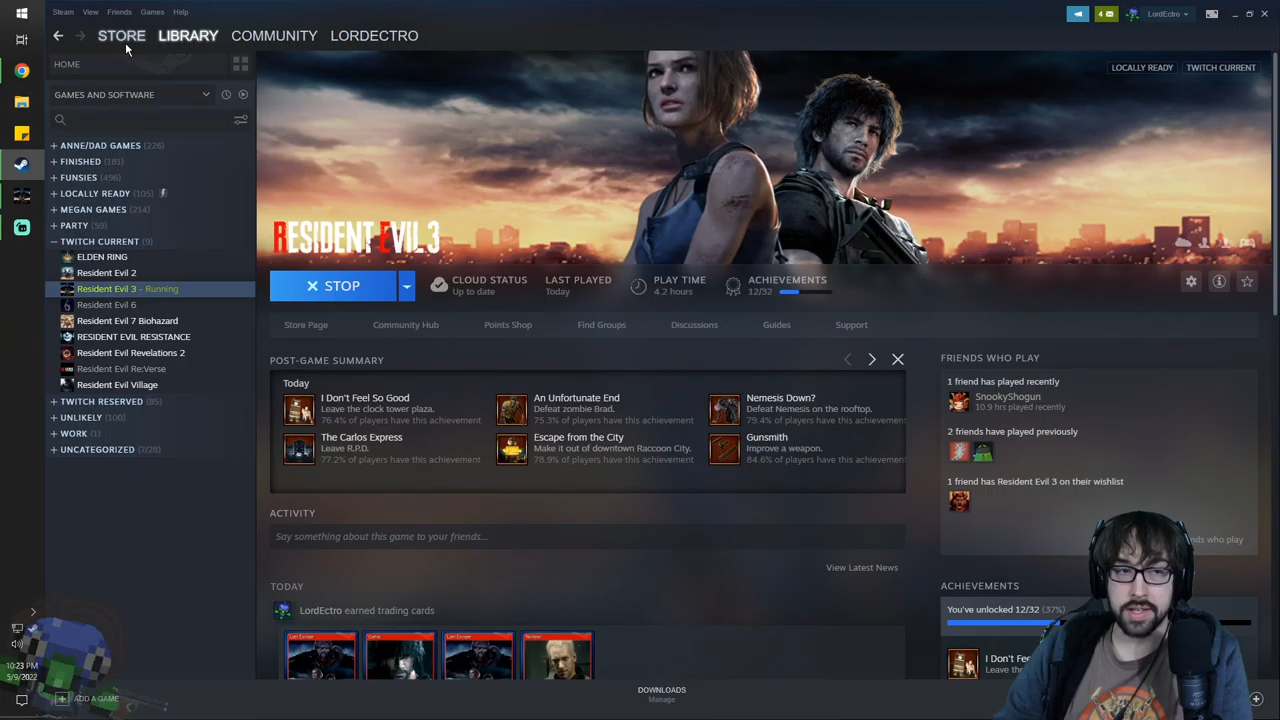 Steam View Friends Games Help
4
LordEctro
STORE LIBRARY COMMUNITY LORDECTRO
HOME
LOCALLY READY TWITCH CURRENT
GAMES AND SOFTWARE
ANNE/DAD GAMES (226)
FINISHED (181)
FUNSIES (496)
LOCALLY READY (105)
MEGAN GAMES (214)
PARTY (59)
TWITCH CURRENT (9)
ELDEN RING
Resident Evil 2
Resident Evil 3 - Running
Resident Evil 6
Resident Evil 7 Biohazard
RESIDENT EVIL RESISTANCE
Resident Evil Revelations 2
Resident Evil Re:Verse
Resident Evil Village
TWITCH RESERVED (85)
UNLIKELY (100)
WORK (1)
UNCATEGORIZED (7/28)
RESIDENT EVIL 3
STOP
CLOUD STATUS
Up to date
LAST PLAYED
Today
PLAY TIME
4.2 hours
ACHIEVEMENTS
12/32
Store Page Community Hub Points Shop Find Groups Discussions Guides Support
POST-GAME SUMMARY
Today
I Don't Feel So Good
Leave the clock tower plaza.
76.4% of players have this achievement
An Unfortunate End
Defeat zombie Brad.
75.3% of players have this achievement
Nemesis Down?
Defeat Nemesis on the rooftop.
79.4% of players have this achievement
The Carlos Express
Leave R.P.D.
77.2% of players have this achievement
Escape from the City
Make it out of downtown Raccoon City.
78.9% of players have this achievement
Gunsmith
Improve a weapon.
84.6% of players have this achievement
ACTIVITY
Say something about this game to your friends...
View Latest News
TODAY
LordEctro earned trading cards
FRIENDS WHO PLAY
1 friend has played recently
SnookyShogun
10.9 hrs played recently
2 friends have played previously
1 friend has Resident Evil 3 on their wishlist
ends who play
ACHIEVEMENTS
You've unlocked 12/32 (37%)
I Don't Fee
Leave the
10:23 PM
5/9/2022
ADD A GAME
DOWNLOADS
Manage